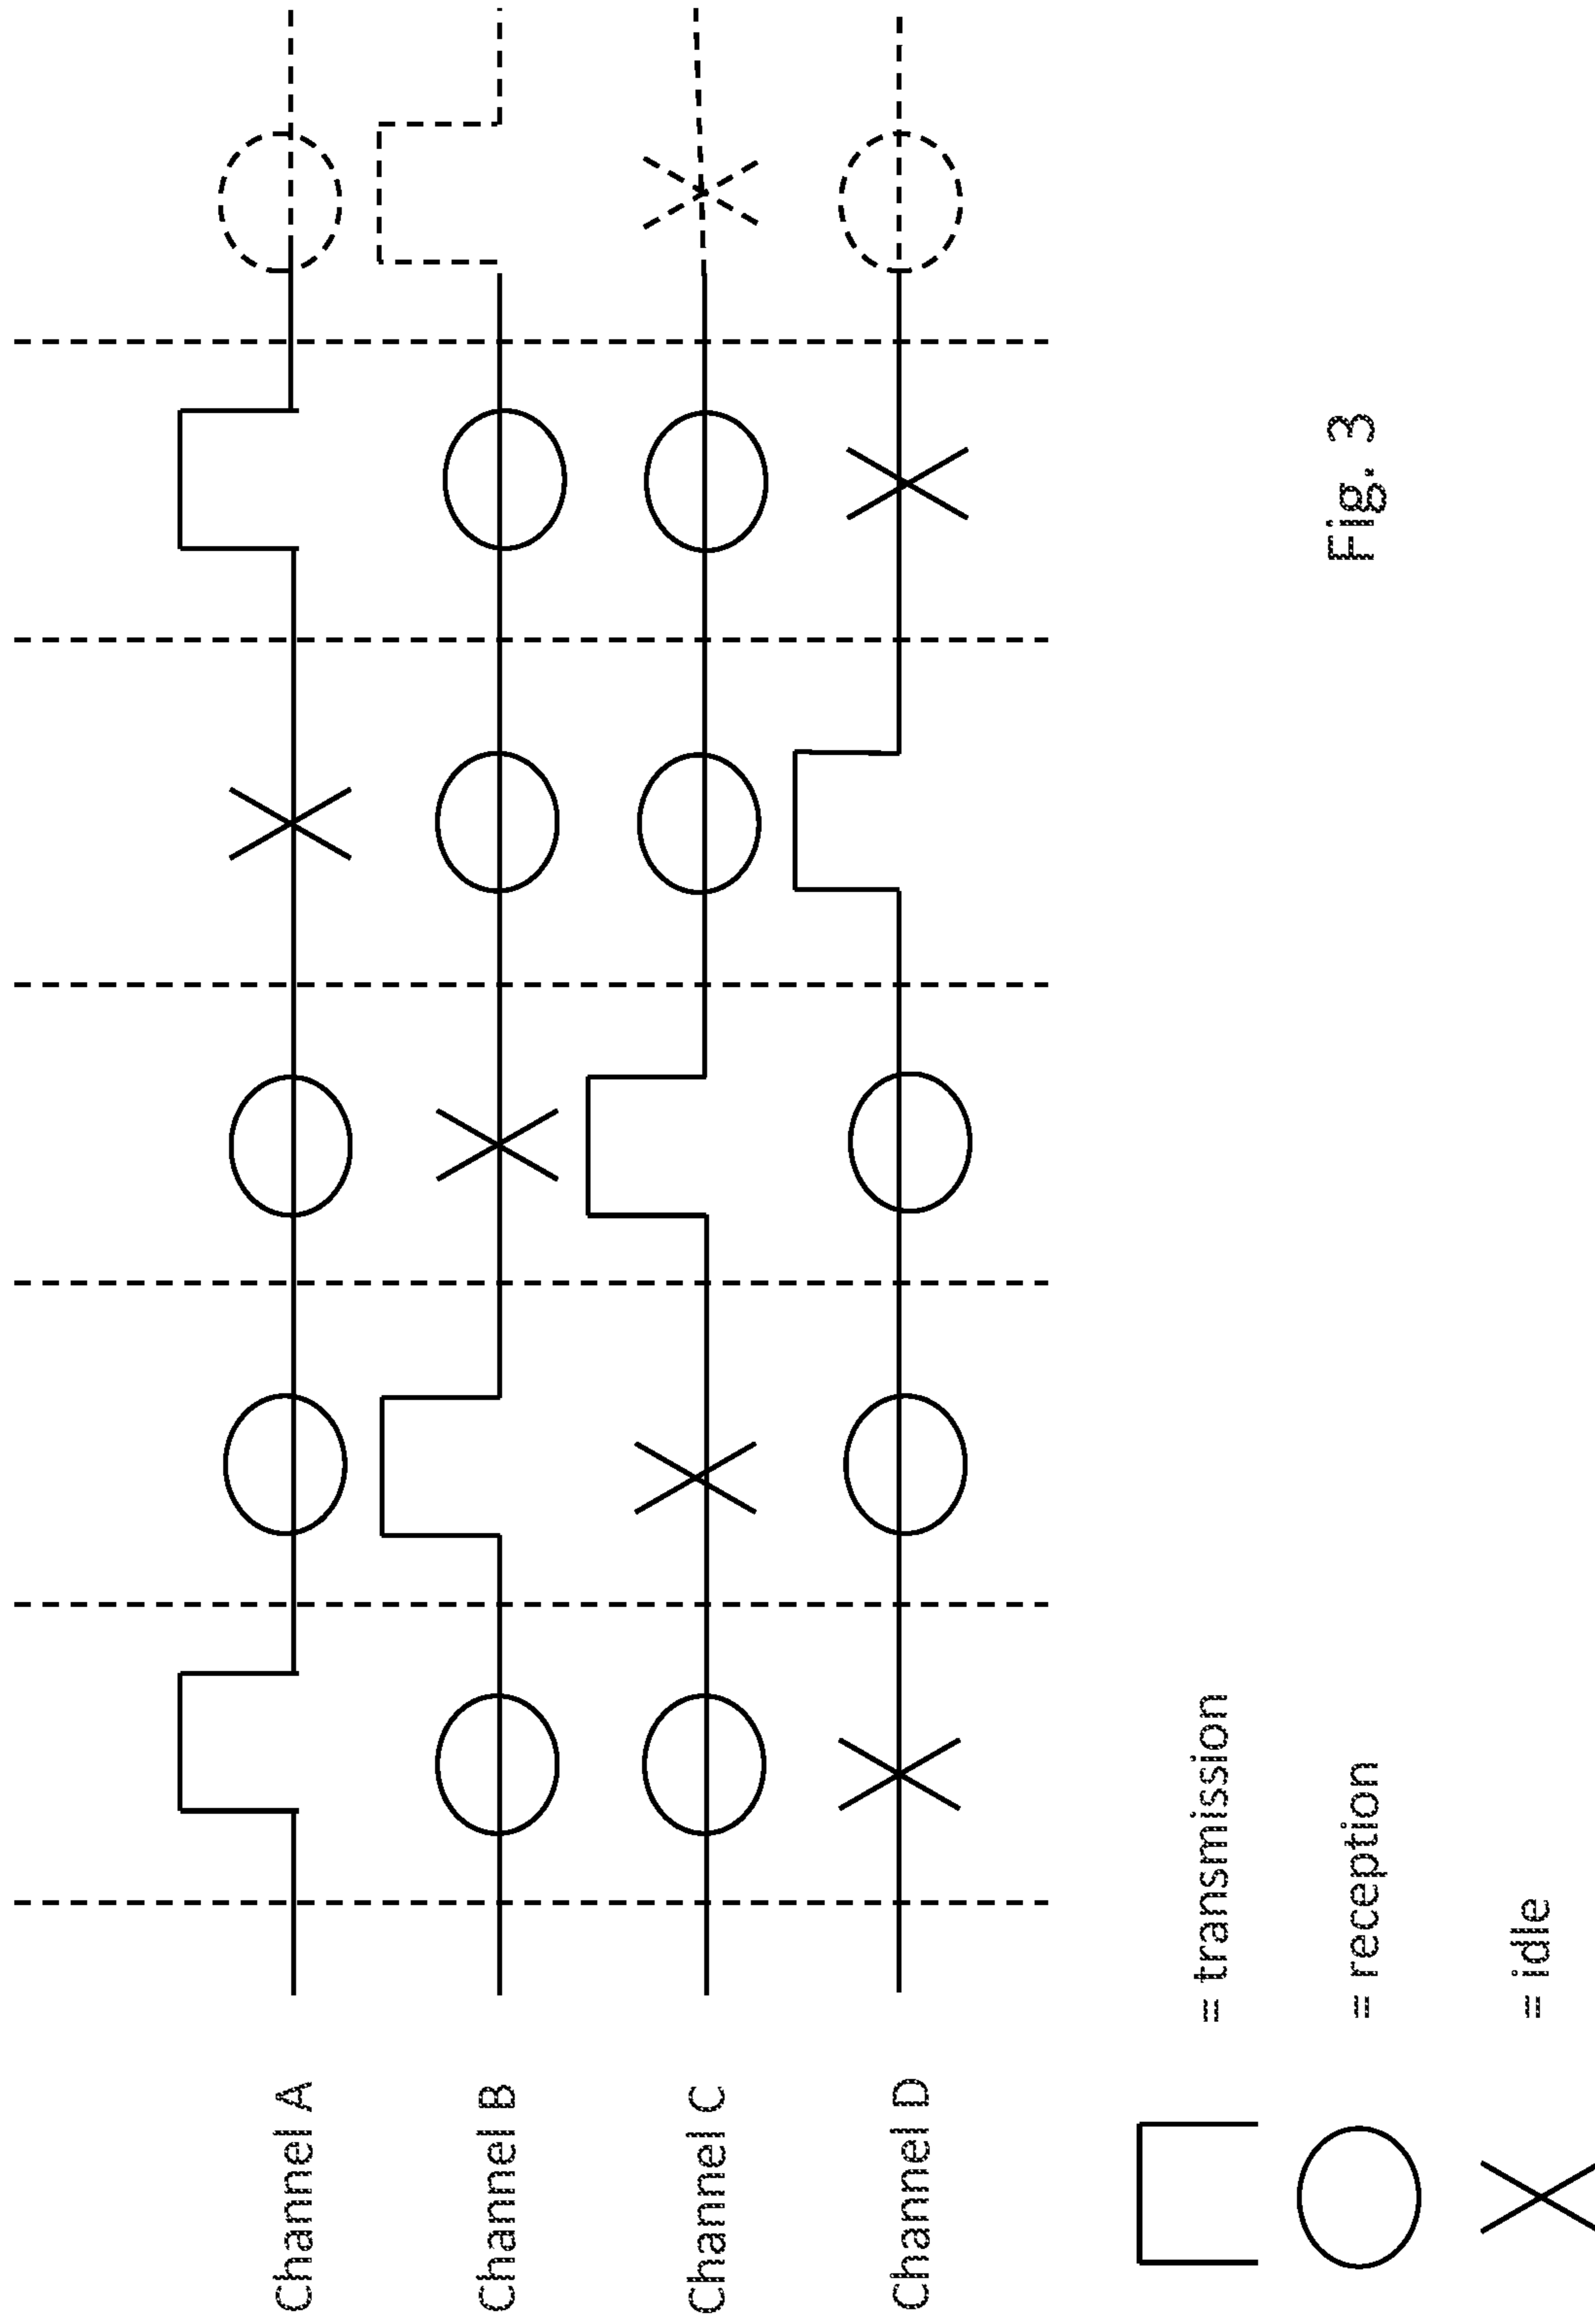 Channel A
Channel B
Channel C
Channel D
= transmission
= reception
= idle
Fig. 3